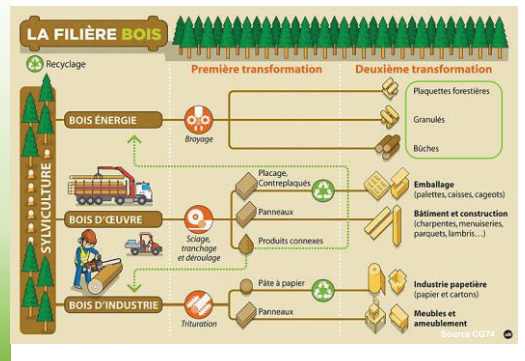 LA FILIÈRE BOIS
Recyclage
Première transformation
Deuxième transformation
SYLVICULTURE
BOIS ÉNERGIE
Broyage
Plaquettes forestières
Granulés
Bûches
BOIS D'ŒUVRE
Sciage,
tranchage
et déroulage
Placage,
Contreplaqués
Panneaux
Produits connexes
Emballage
(palettes, caisses, cageots)
Bâtiment et construction
(charpentes, menuiseries,
parquets, lambris...)
BOIS D'INDUSTRIE
Trituration
Pâte à papier
Panneaux
Industrie papetière
(papier et cartons)
Meubles et
ameublement
Source CG74